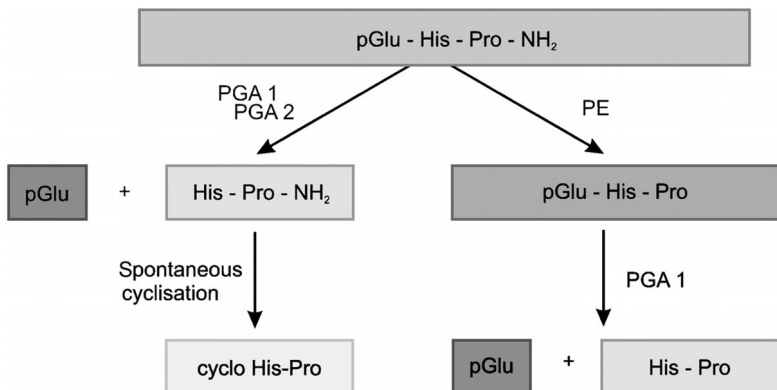 pGlu - His - Pro - NH₂
PGA 1
PGA 2
PE
pGlu
+
His - Pro - NH₂
pGlu - His - Pro
Spontaneous
cyclisation
PGA 1
cyclo His-Pro
pGlu
+
His - Pro